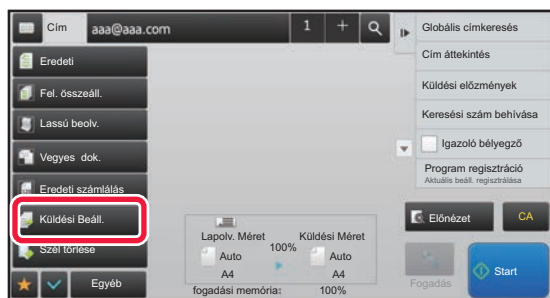 Cím
aaa@aaa.com
1
+
Eredeti
Fel. összeáll.
Lassú beolv.
Vegyes dok.
Eredeti számlálás
Küldési Beáll.
Szél törlése
Egyéb
Lapolv. Méret
100%
Küldési Méret
Auto
Auto
A4
A4
fogadási memória:
100%
Globális címkeresés
Cím áttekintés
Küldési előzmények
Keresési szám behívása
Igazoló bélyegző
Program regisztráció
Aktuális beáll. regisztrálása
Előnézet
CA
Fogadás
Start